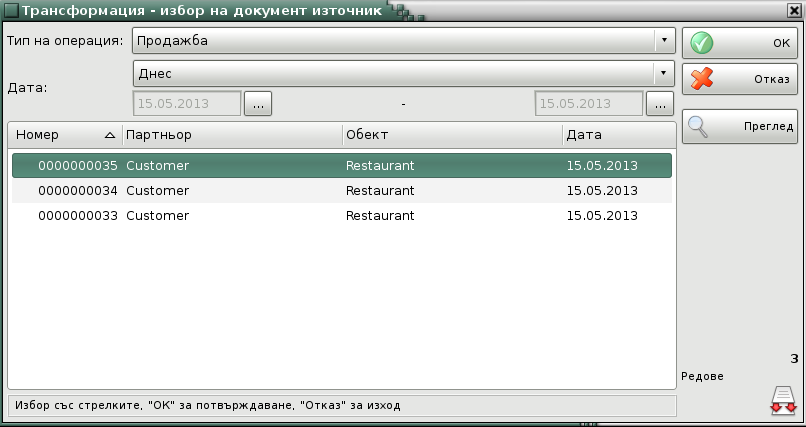 Трансформация - избор на документ източник
Тип на операция: Продажба
OK
Дата: Днес
Отказ
15.05.2013 ... - 15.05.2013 ...
Преглед
Номер Партньор Обект Дата
0000000035 Customer Restaurant 15.05.2013
0000000034 Customer Restaurant 15.05.2013
0000000033 Customer Restaurant 15.05.2013
3
Редове
Избор със стрелките, "ОК" за потвърждаване, "Отказ" за изход